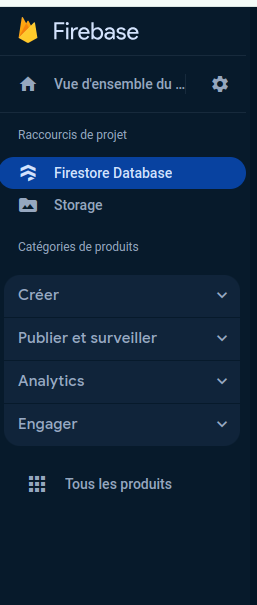 Firebase
Vue d'ensemble du ...
Raccourcis de projet
Firestore Database
Storage
Catégories de produits
Créer
Publier et surveiller
Analytics
Engager
Tous les produits